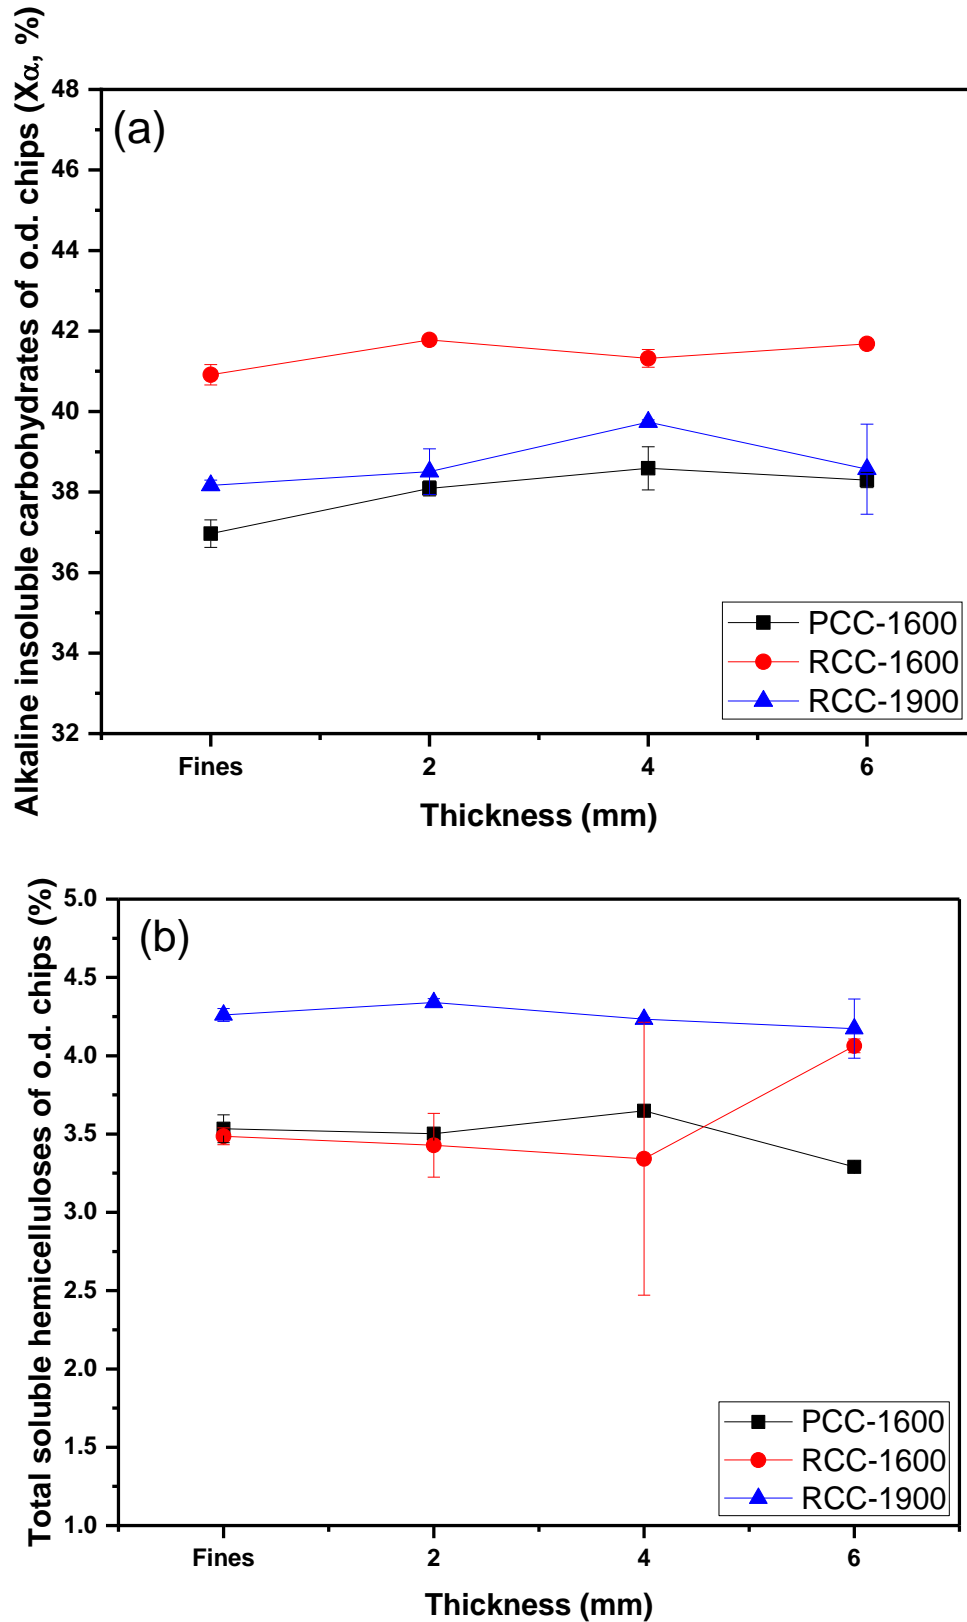 Alkaline insoluble carbohydrates of o.d. chips (Xα, %)
(a)
48
46
44
42
40
38
36
34
32
PCC-1600
RCC-1600
RCC-1900
Fines 2 4 6
Thickness (mm)
Total soluble hemicelluloses of o.d. chips (%)
(b)
5.0
4.5
4.0
3.5
3.0
2.5
2.0
1.5
1.0
PCC-1600
RCC-1600
RCC-1900
Fines 2 4 6
Thickness (mm)